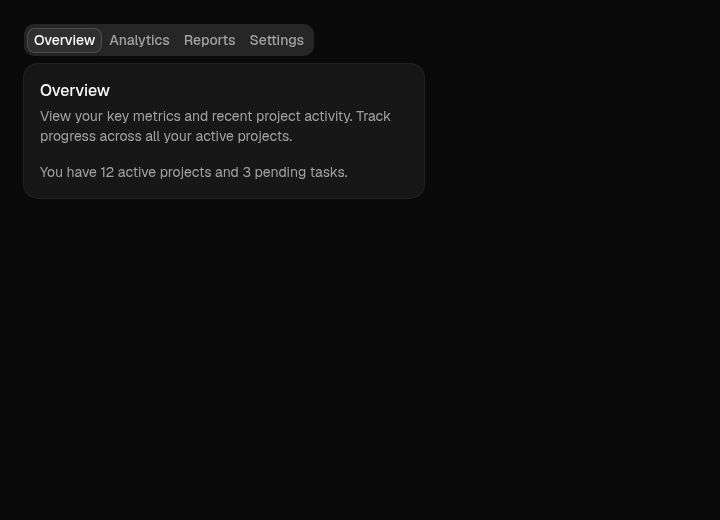 Overview Analytics Reports Settings
Overview
View your key metrics and recent project activity. Track
progress across all your active projects.
You have 12 active projects and 3 pending tasks.